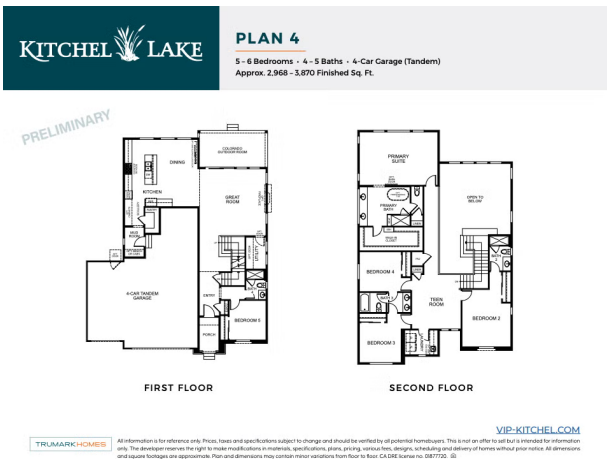 KITCHEL LAKE
PLAN 4
5 – 6 Bedrooms • 4 – 5 Baths • 4-Car Garage (Tandem)
Approx. 2,968 – 3,870 Finished Sq. Ft.
PRELIMINARY
DINING
KITCHEN
GREAT
ROOM
MUD
ROOM
UTILITY
4-CAR TANDEM
GARAGE
ENTRY
BEDROOM 5
PORCH
FIRST FLOOR
PRIMARY
SUITE
PRIMARY
BATH
OPEN TO
BELOW
BEDROOM 4
TEEN
ROOM
BEDROOM 2
BEDROOM 3
SECOND FLOOR
VIP-KITCHEL.COM
TRUMARK HOMES
All information is for reference only. Prices, taxes and specifications subject to change and should be verified by all potential homebuyers. This is not an offer to sell but is intended for information
only. The developer reserves the right to make modifications in materials, specifications, plans, pricing, various fees, designs, scheduling and delivery of homes without prior notice. All dimensions
and square footages are approximate. Plan and dimensions may contain minor variations from floor to floor. CA DRE license no. 01877720.